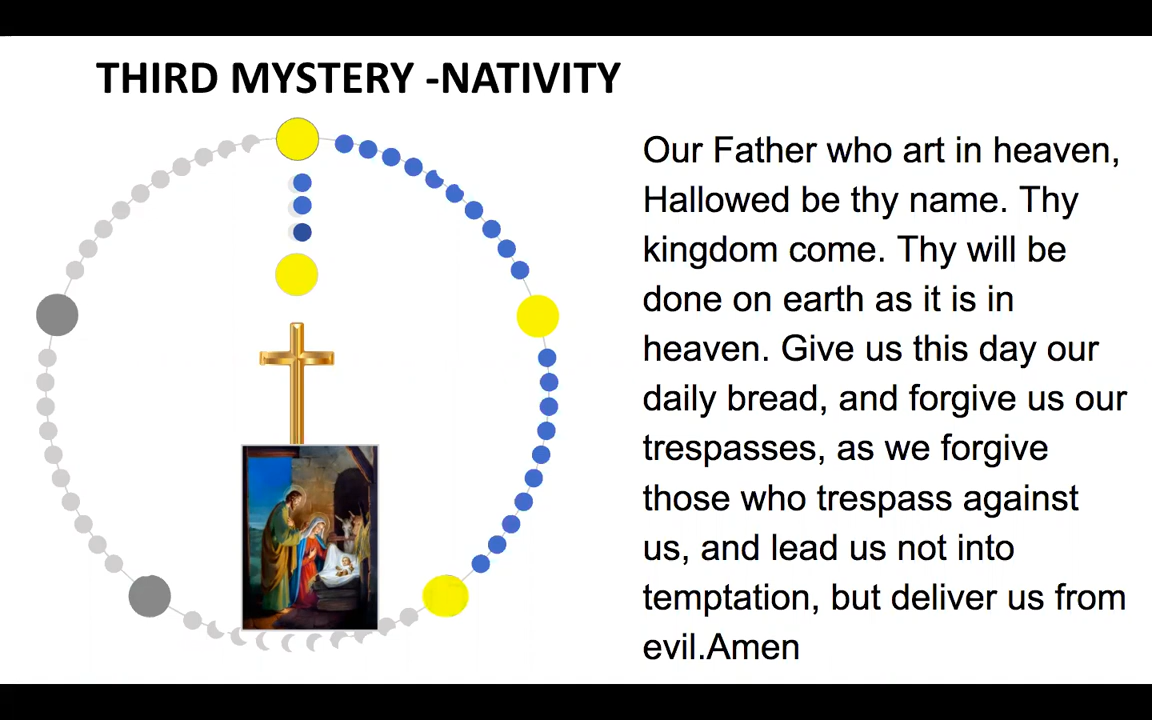 THIRD MYSTERY -NATIVITY
Our Father who art in heaven,
Hallowed be thy name. Thy
kingdom come. Thy will be
done on earth as it is in
heaven. Give us this day our
daily bread, and forgive us our
trespasses, as we forgive
those who trespass against
us, and lead us not into
temptation, but deliver us from
evil.Amen